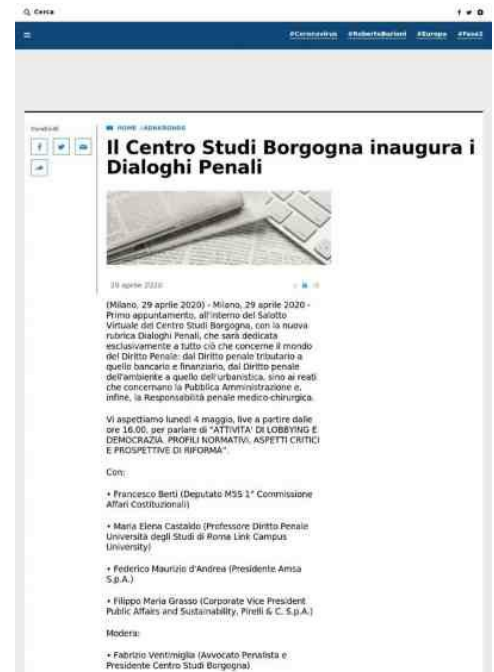 Cerca
#Coronavirus #RobertoBurioni #Europa #Fase2
Condividi
HOME / ADNKRONOS
Il Centro Studi Borgogna inaugura i
Dialoghi Penali
29 aprile 2020
(Milano, 29 aprile 2020) - Milano, 29 aprile 2020 -
Primo appuntamento, all'interno del Salotto
Virtuale del Centro Studi Borgogna, con la nuova
rubrica Dialoghi Penali, che sarà dedicata
esclusivamente a tutto ciò che concerne il mondo
del Diritto Penale: dal Diritto penale tributario a
quello bancario e finanziario, dal Diritto penale
dell'ambiente a quello dell'urbanistica, sino ai reati
che concernano la Pubblica Amministrazione e,
infine, la Responsabilità penale medico-chirurgica.
Vi aspettiamo lunedì 4 maggio, live a partire dalle
ore 16.00, per parlare di "ATTIVITA' DI LOBBYING E
DEMOCRAZIA. PROFILI NORMATIVI, ASPETTI CRITICI
E PROSPETTIVE DI RIFORMA".
Con:
• Francesco Berti (Deputato M5S 1° Commissione
Affari Costituzionali)
• Maria Elena Castaldo (Professore Diritto Penale
Università degli Studi di Roma Link Campus
University)
• Federico Maurizio d'Andrea (Presidente Amsa
S.p.A.)
• Filippo Maria Grasso (Corporate Vice President
Public Affairs and Sustainability, Pirelli & C. S.p.A.)
Modera:
• Fabrizio Ventimiglia (Avvocato Penalista e
Presidente Centro Studi Borgogna)